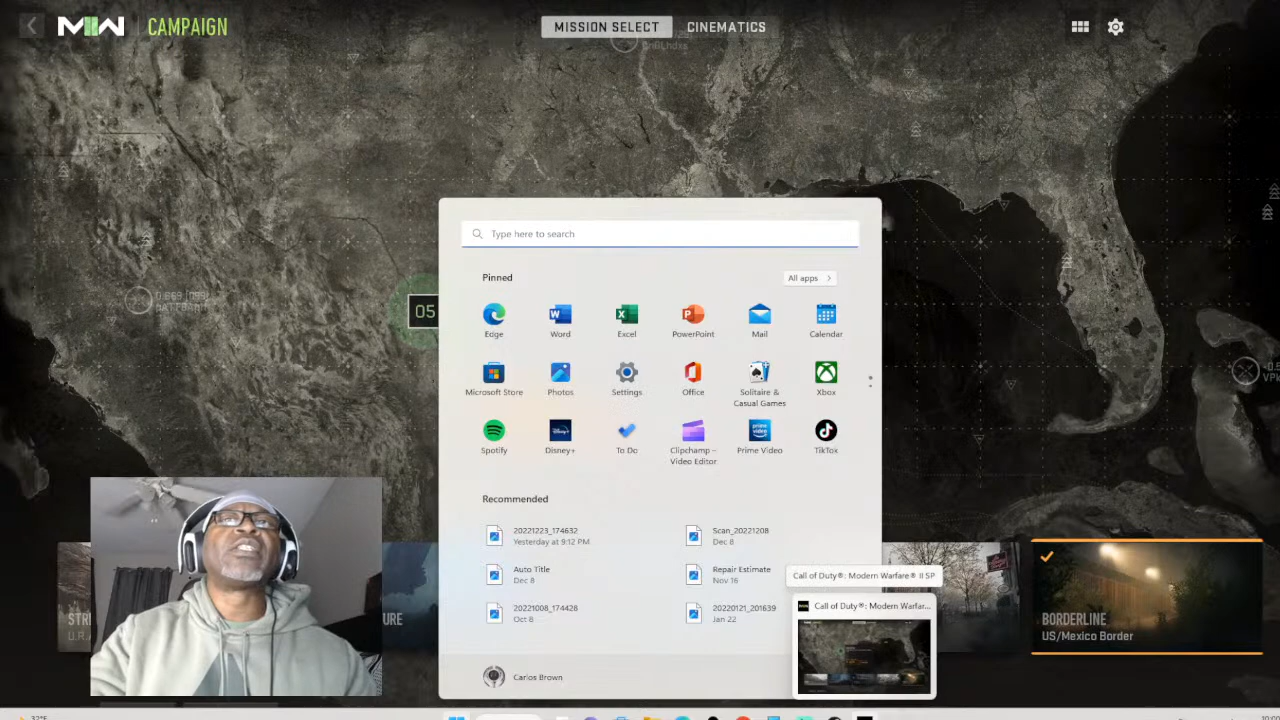 MW CAMPAIGN
MISSION SELECT
CINEMATICS
Type here to search
Pinned
All apps
05
Edge
Word
Excel
PowerPoint
Mail
Calendar
Microsoft Store
Photos
Settings
Office
Solitaire &
Casual Games
Xbox
Spotify
Disney+
To Do
Clipchamp –
Video Editor
Prime Video
TikTok
Recommended
20221223_174632
Yesterday at 9:12 PM
Scan_20221208
Dec 8
Auto Title
Dec 8
Repair Estimate
Nov 16
20221008_174428
Oct 8
20220121_201639
Jan 22
Call of Duty®: Modern Warfare® II SP
Call of Duty®: Modern Warfar...
URE
BORDERLINE
US/Mexico Border
Carlos Brown
32°F